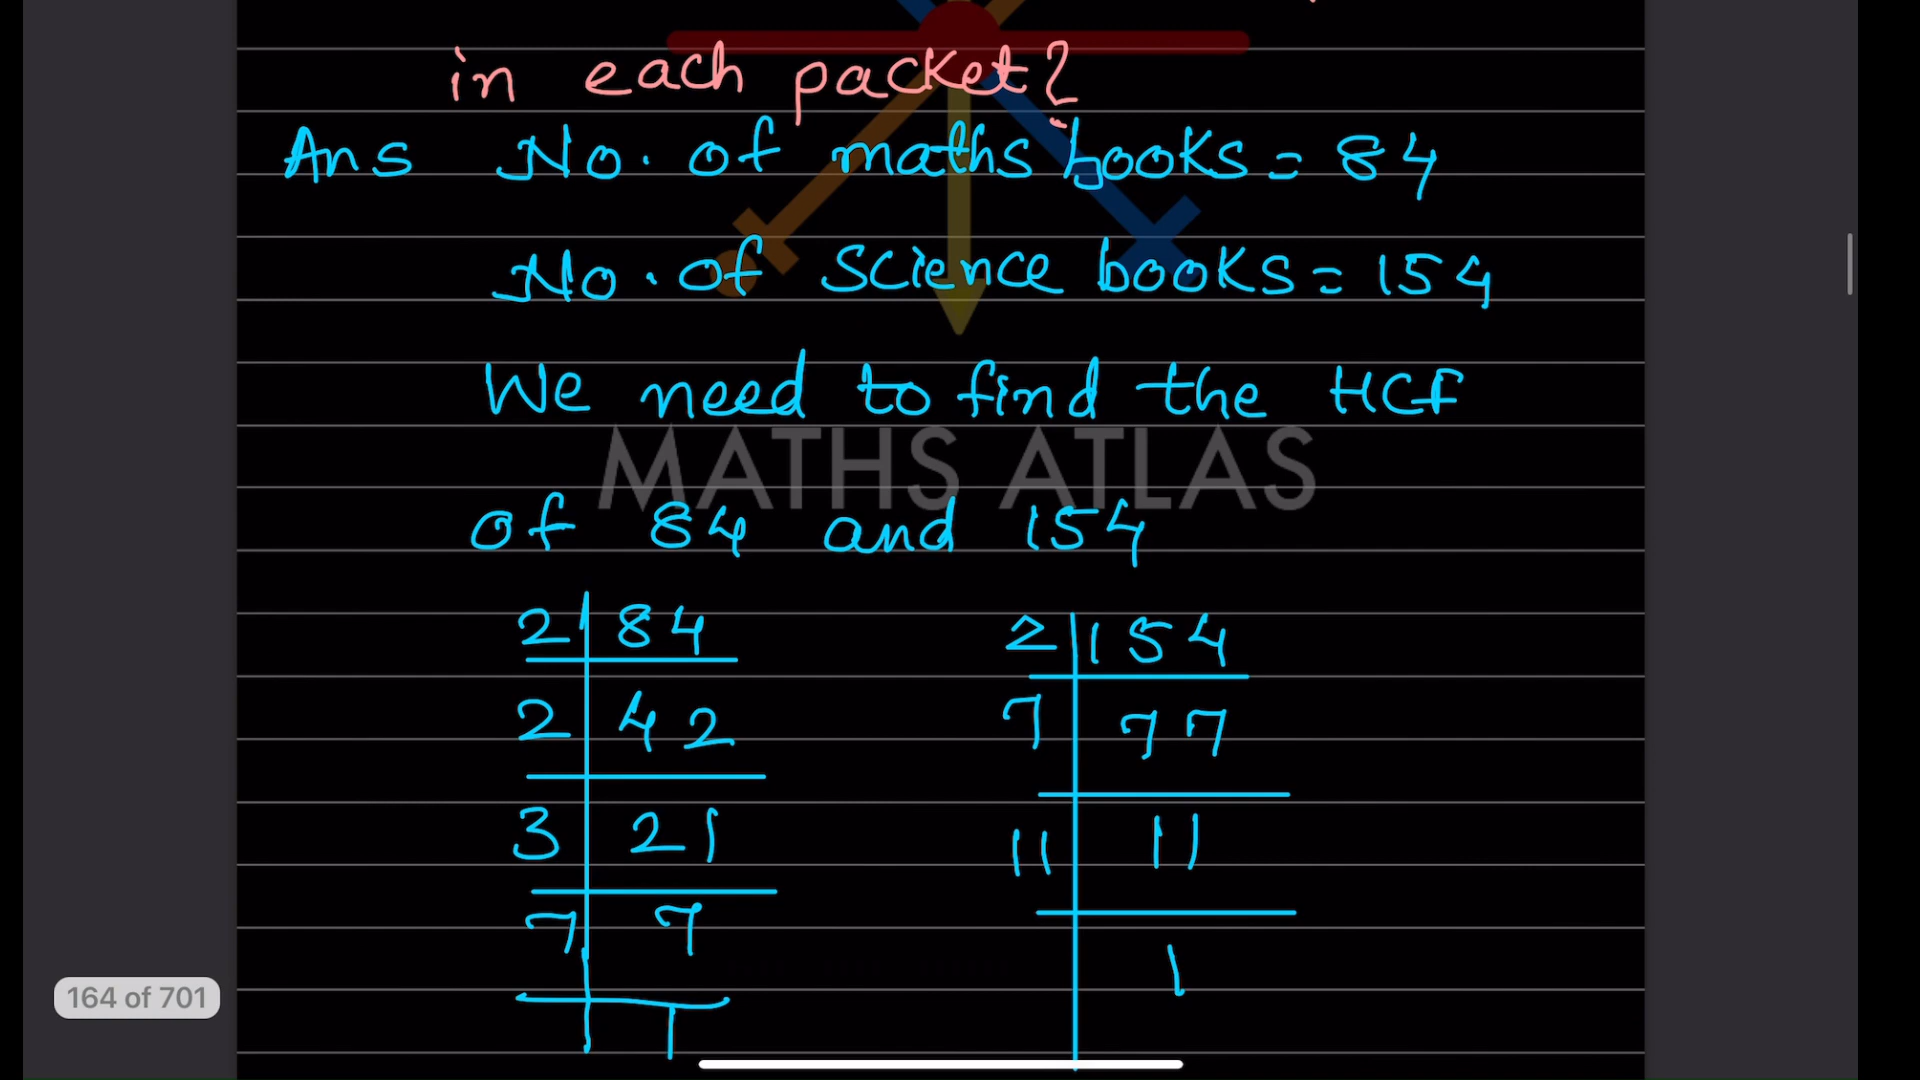 in each packet?
Ans No. of maths books = 84
No. of Science books = 154
We need to find the HCF
MATHS ATLAS
of 84 and 154
2 84
2 42
3 21
7 7
1
2 154
7 77
11 11
1
164 of 701